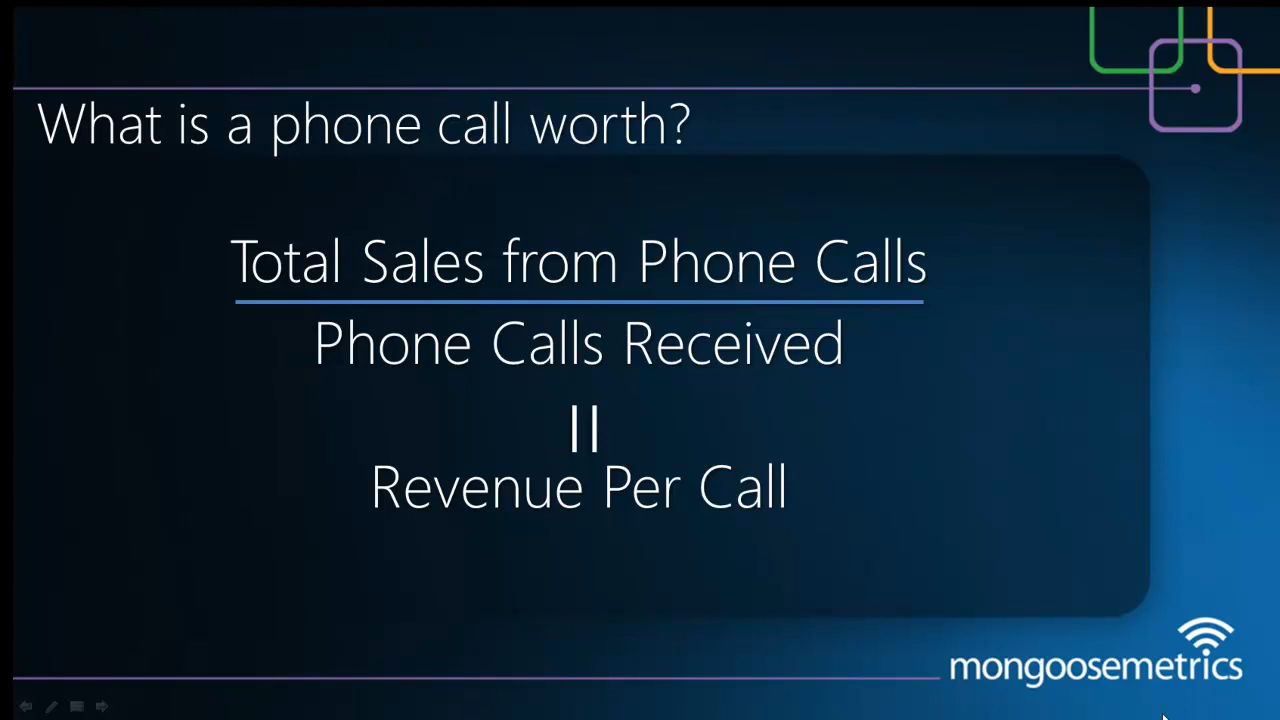 What is a phone call worth?
Total Sales from Phone Calls
Phone Calls Received
=
Revenue Per Call
mongoosemetrics